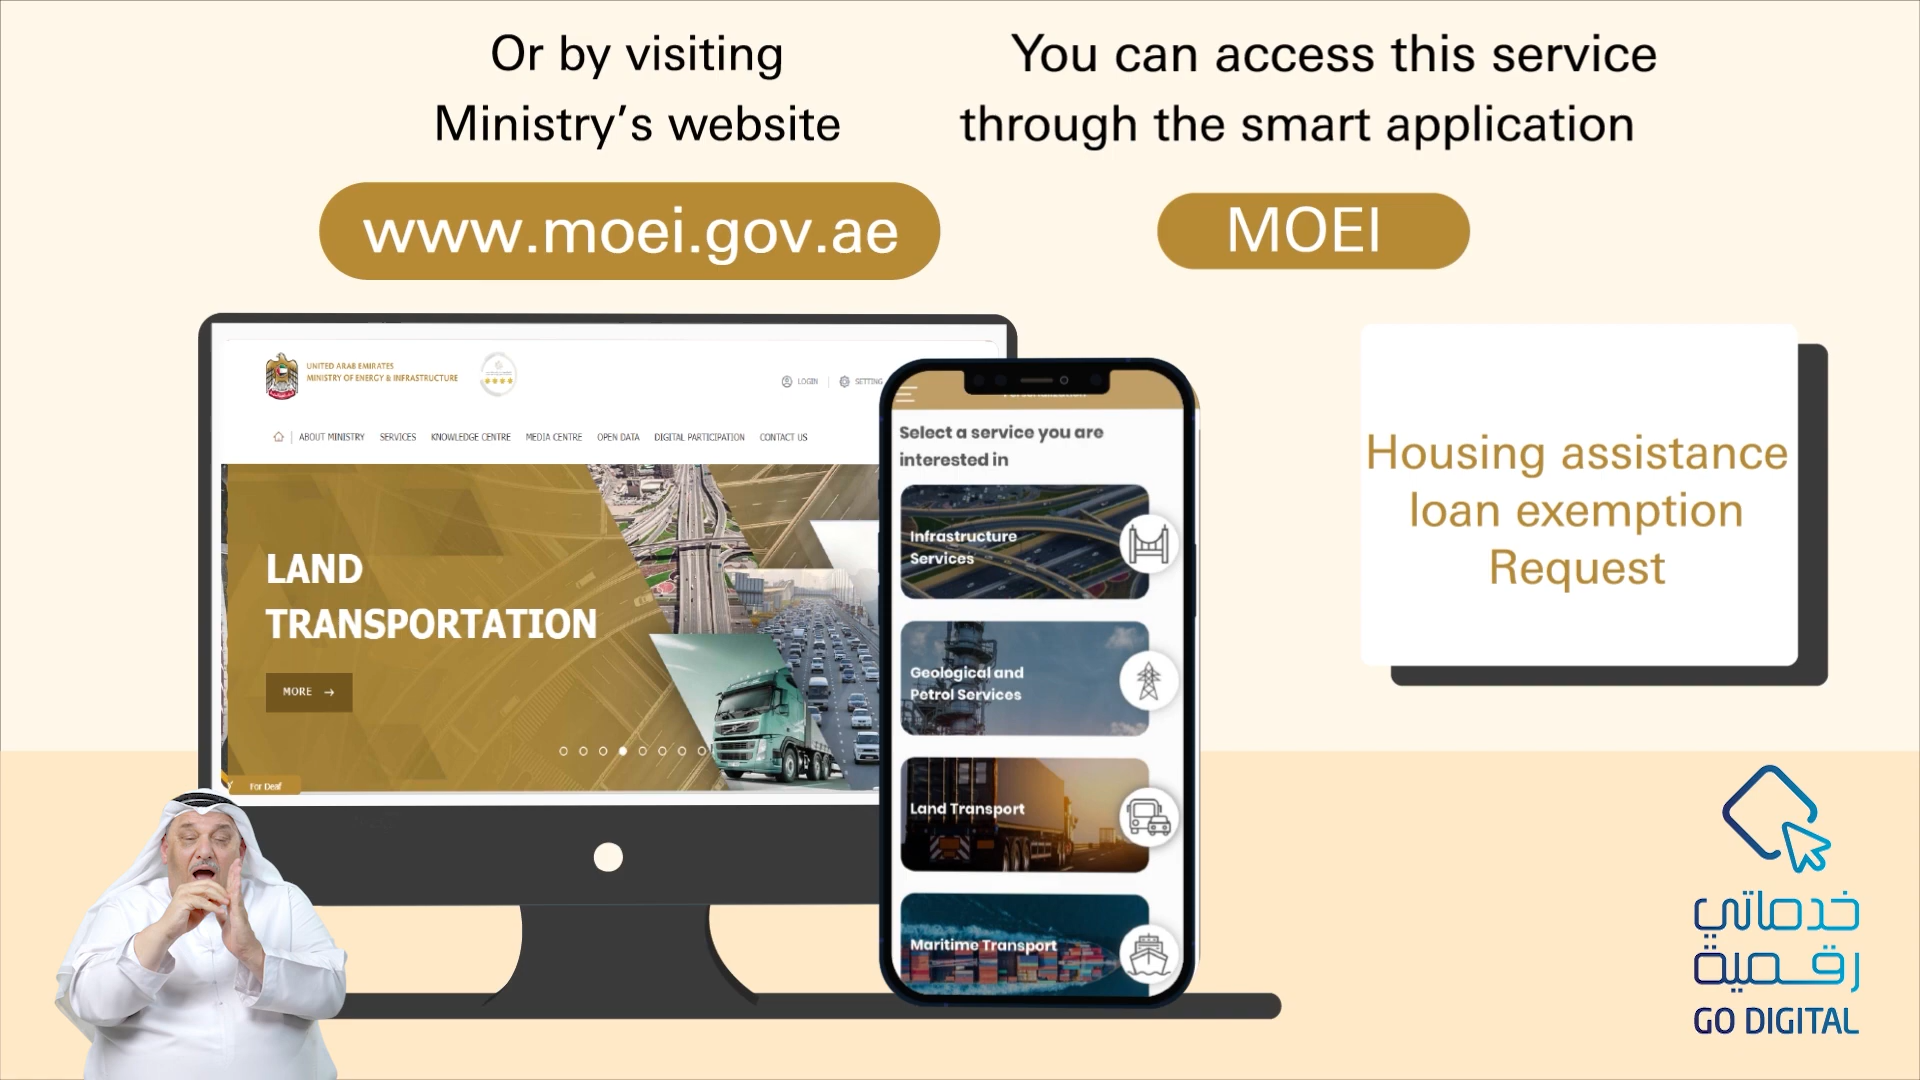 Or by visiting
Ministry’s website
www.moei.gov.ae
You can access this service
through the smart application
MOEI
UNITED ARAB EMIRATES
MINISTRY OF ENERGY & INFRASTRUCTURE
LOGIN
SETTING
ABOUT MINISTRY
SERVICES
KNOWLEDGE CENTRE
MEDIA CENTRE
OPEN DATA
DIGITAL PARTICIPATION
CONTACT US
LAND
TRANSPORTATION
MORE
For Deaf
Select a service you are
interested in
Infrastructure
Services
Geological and
Petrol Services
Land Transport
Maritime Transport
Housing assistance
loan exemption
Request
خدماتي
رقمية
GO DIGITAL